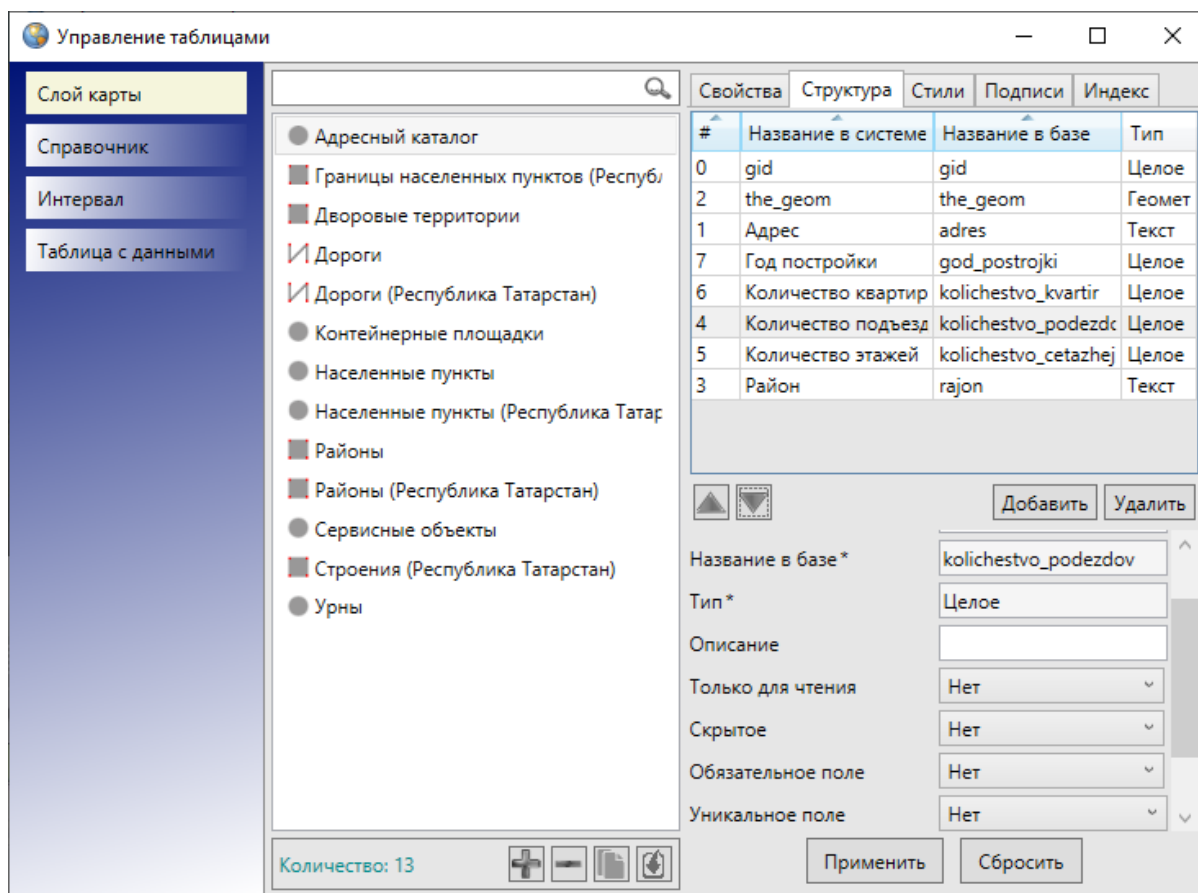 Управление таблицами
Слой карты
Справочник
Интервал
Таблица с данными
Адресный каталог
Границы населенных пунктов (Респуб
Дворовые территории
Дороги
Дороги (Республика Татарстан)
Контейнерные площадки
Населенные пункты
Населенные пункты (Республика Татар
Районы
Районы (Республика Татарстан)
Сервисные объекты
Строения (Республика Татарстан)
Урны
Количество: 13
Свойства Структура Стили Подписи Индекс
# Название в системе Название в базе Тип
0 gid gid Целое
2 the_geom the_geom Геомет
1 Адрес adres Текст
7 Год постройки god_postrojki Целое
6 Количество квартир kolichestvo_kvartir Целое
4 Количество подъезд kolichestvo_podezdc Целое
5 Количество этажей kolichestvo_cetazhej Целое
3 Район rajon Текст
Добавить Удалить
Название в базе* kolichestvo_podezdov
Тип* Целое
Описание
Только для чтения Нет
Скрытое Нет
Обязательное поле Нет
Уникальное поле Нет
Применить Сбросить